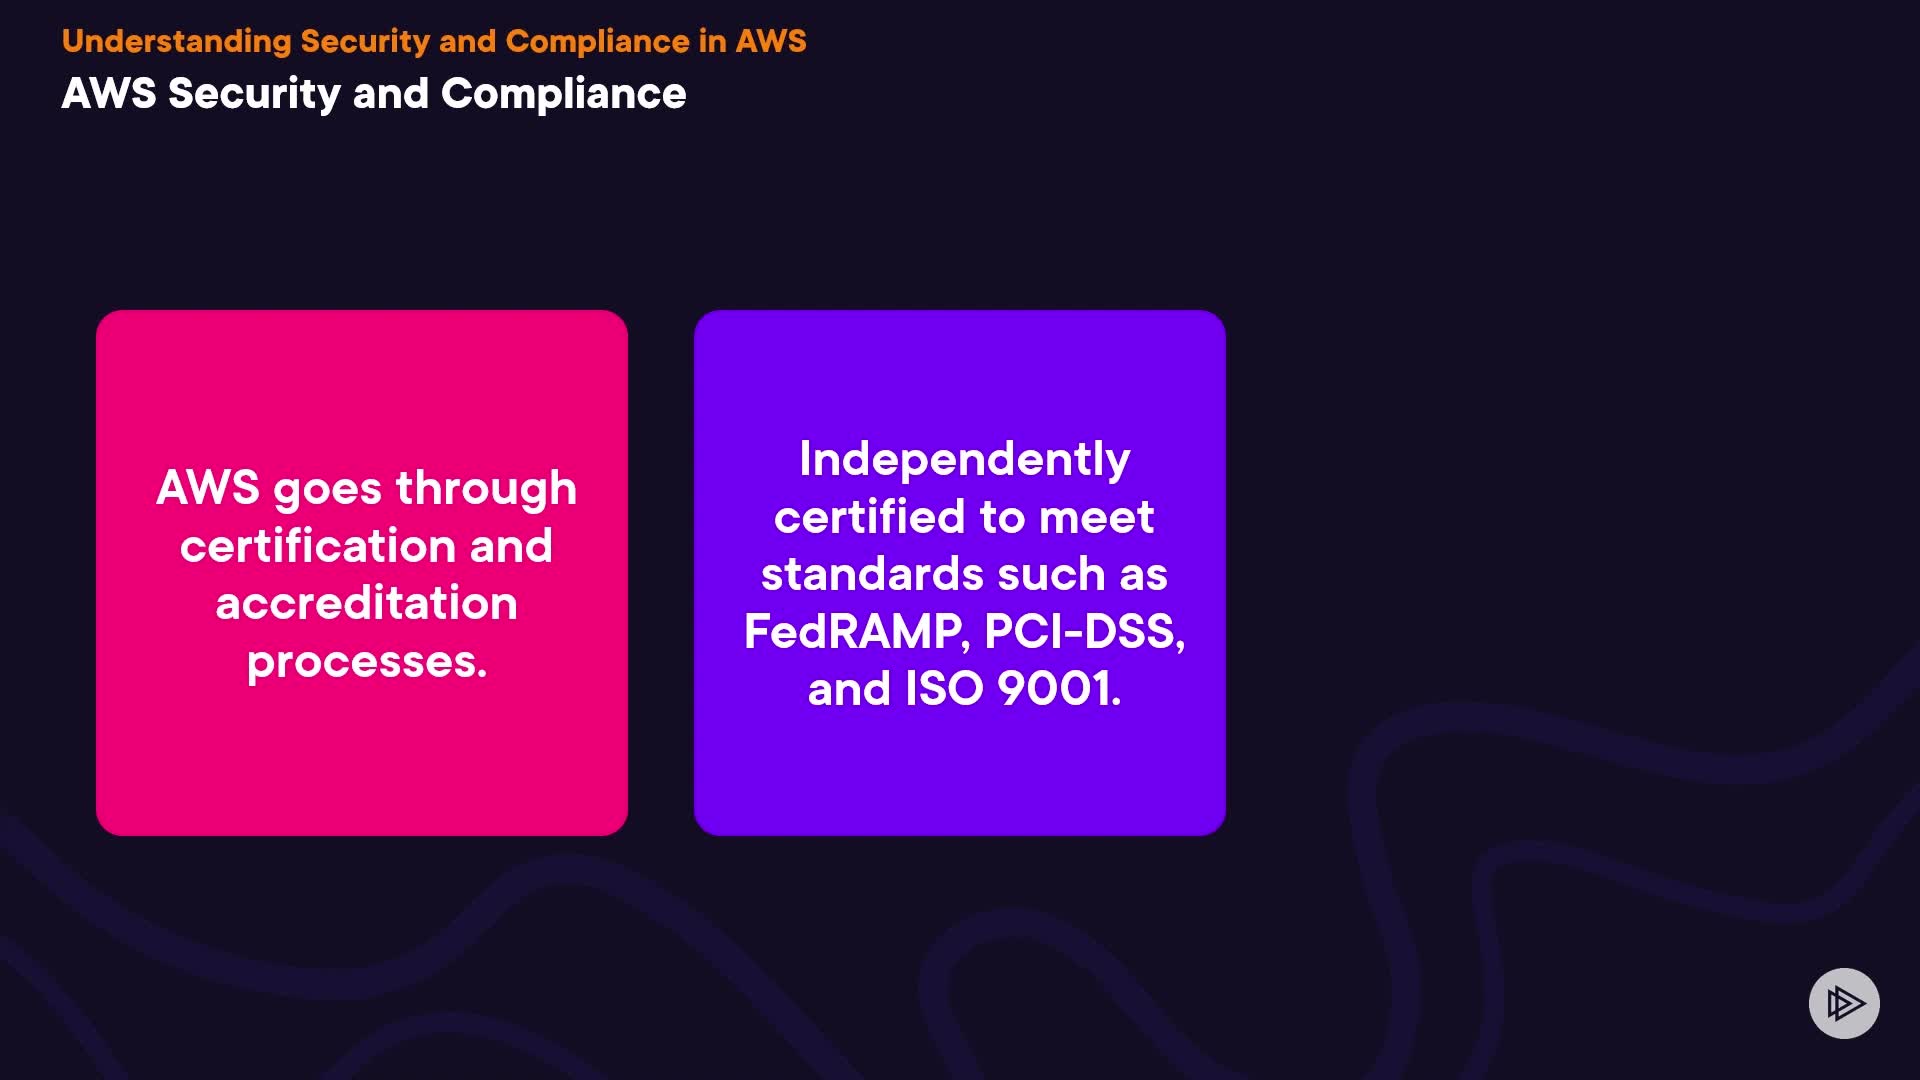 Understanding Security and Compliance in AWS
AWS Security and Compliance
AWS goes through
certification and
accreditation
processes.
Independently
certified to meet
standards such as
FedRAMP, PCI-DSS,
and ISO 9001.